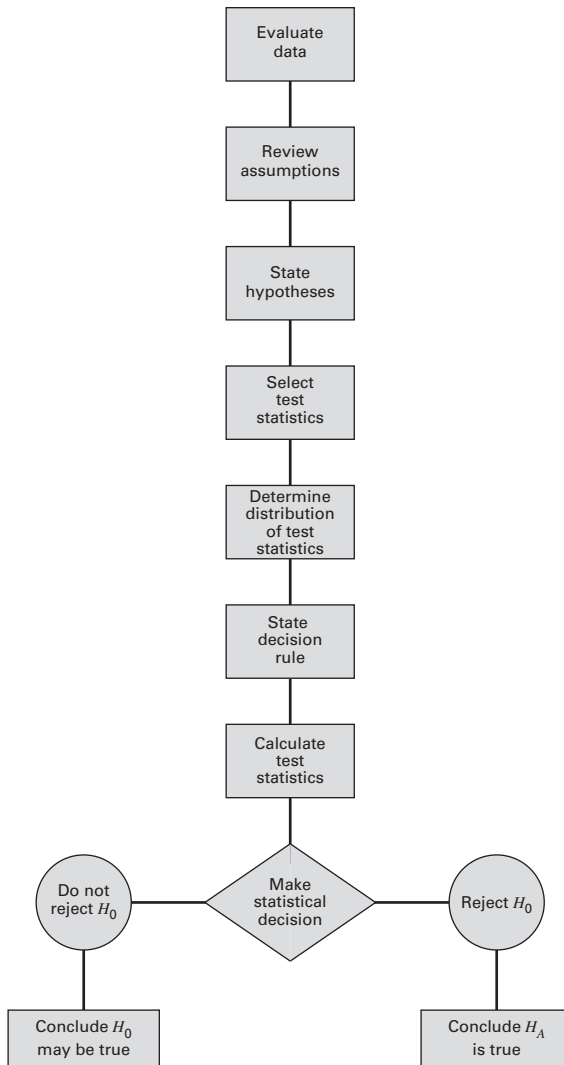 Evaluate
data
Review
assumptions
State
hypotheses
Select
test
statistics
Determine
distribution
of test
statistics
State
decision
rule
Calculate
test
statistics
Make
statistical
decision
Do not
reject H0
Reject H0
Conclude H0
may be true
Conclude HA
is true